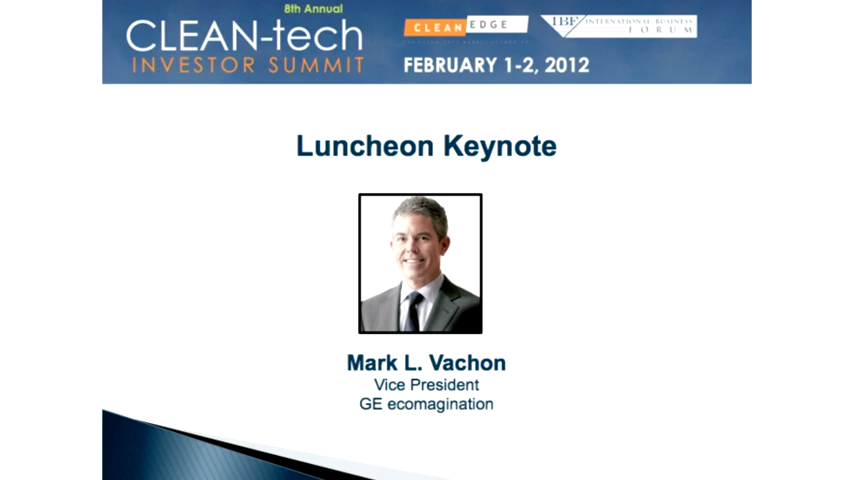 8th Annual
CLEAN-tech
INVESTOR SUMMIT
CLEAN EDGE
IBF INTERNATIONAL BUSINESS
FORUM
FEBRUARY 1-2, 2012
Luncheon Keynote
Mark L. Vachon
Vice President
GE ecomagination